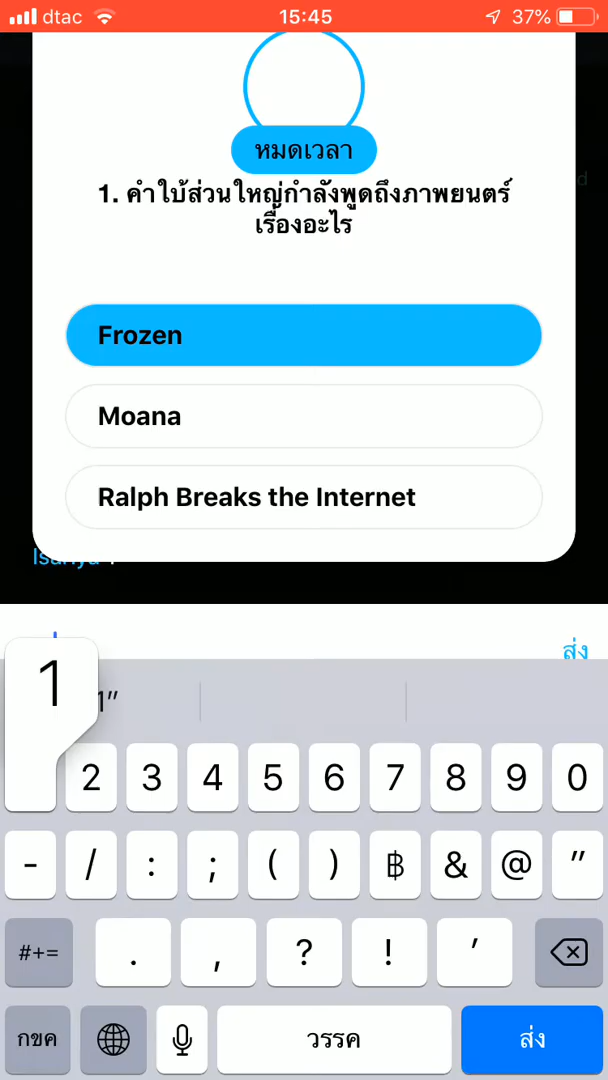 dtac 15:45 37%
หมดเวลา
1. คำใบ้ส่วนใหญ่กำลังพูดถึงภาพยนตร์
เรื่องอะไร
Frozen
Moana
Ralph Breaks the Internet
ส่ง
1
1"
2 3 4 5 6 7 8 9 0
- / : ; ( ) ฿ & @ "
#+= . , ? ! '
กขค วรรค ส่ง